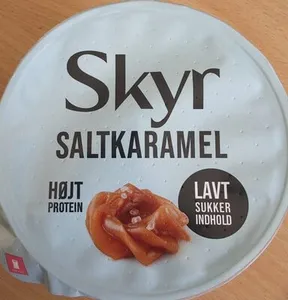 Skyr
SALTKARAMEL
HØJT
PROTEIN
LAVT
SUKKER
INDHOLD